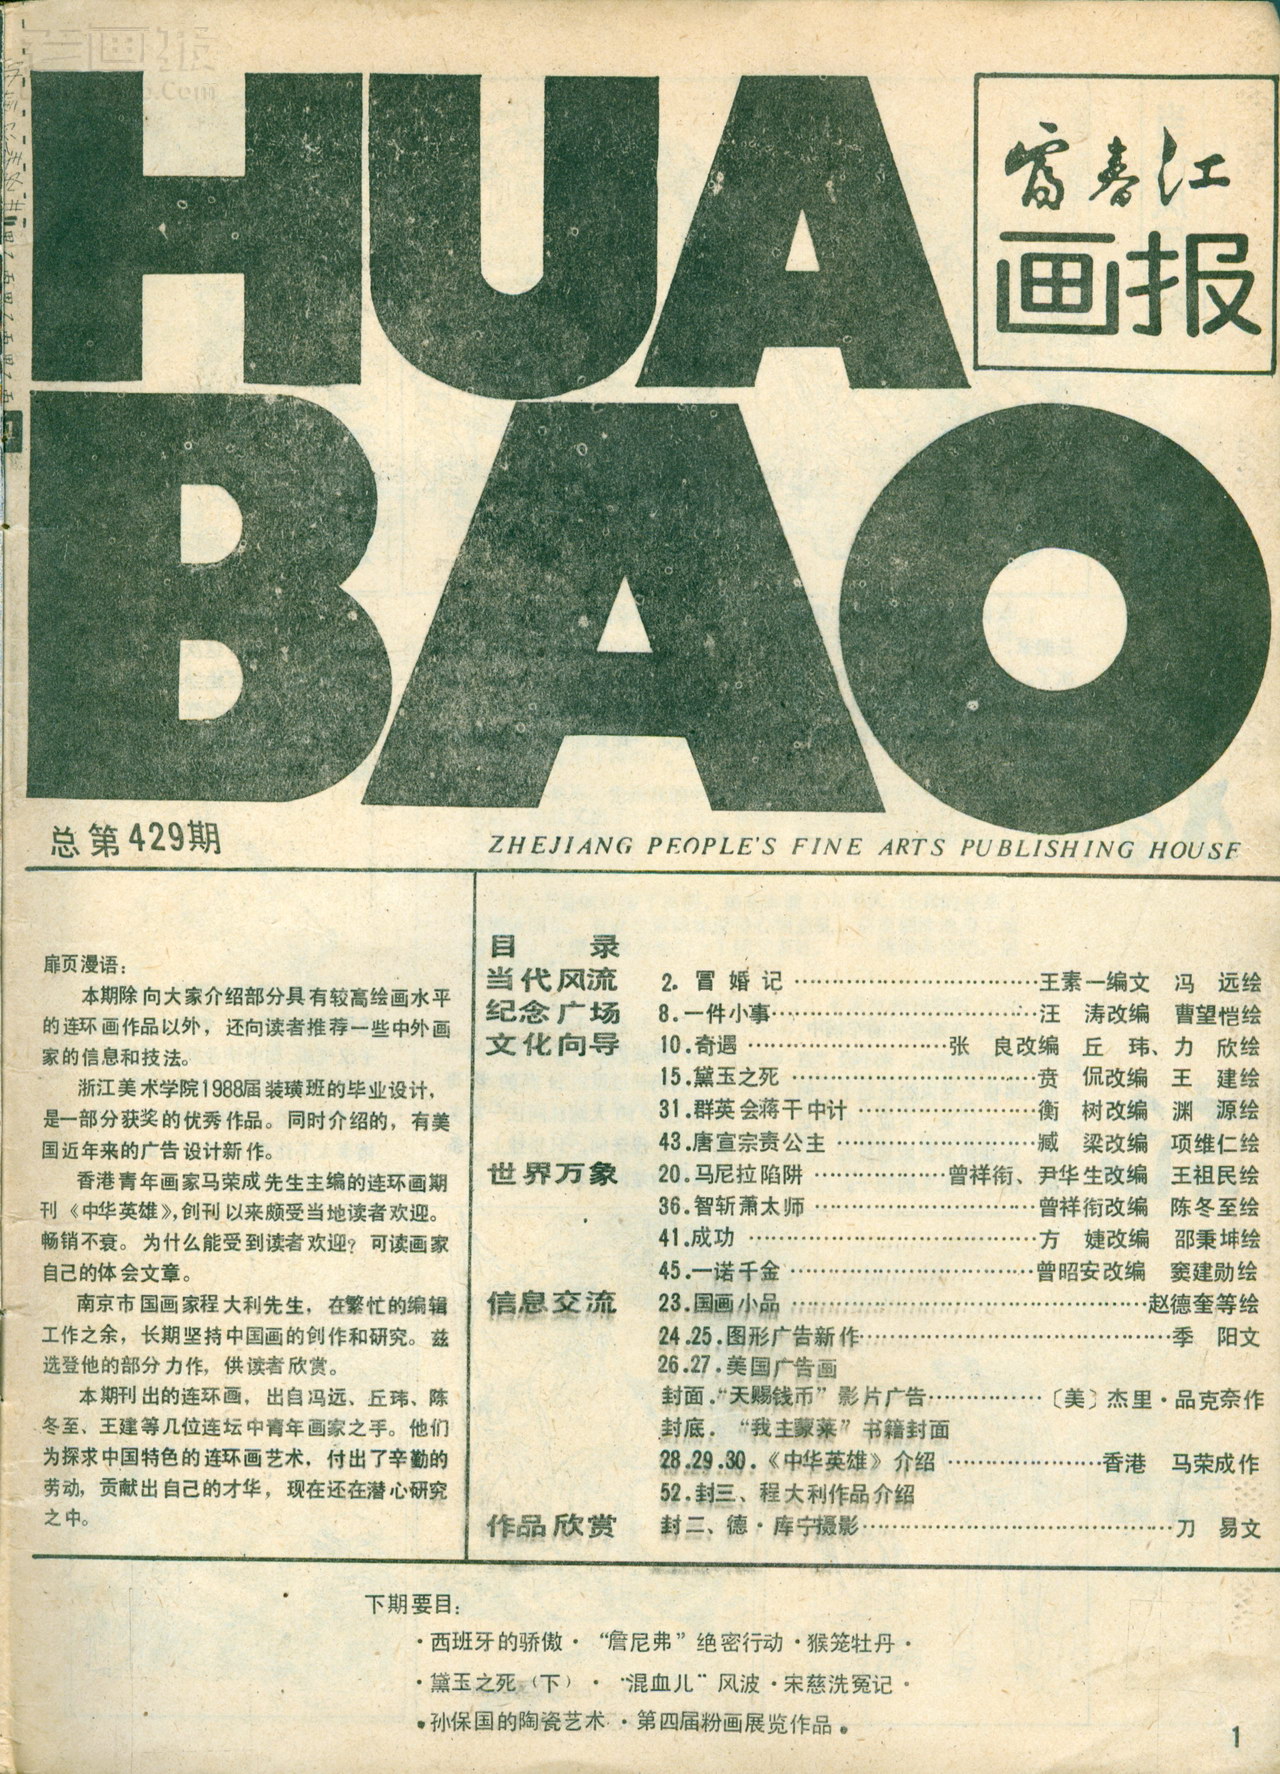 HUA
BAO
富春江
画报
总第429期
ZHEJIANG PEOPLE'S FINE ARTS PUBLISHING HOUSE
扉页漫语：
本期除向大家介绍部分具有较高绘画水平
的连环画作品以外，还向读者推荐一些中外画
家的信息和技法。
浙江美术学院1988届装璜班的毕业设计，
是一部分获奖的优秀作品。同时介绍的，有美
国近年来的广告设计新作。
香港青年画家马荣成先生主编的连环画期
刊《中华英雄》，创刊以来颇受当地读者欢迎。
畅销不衰。为什么能受到读者欢迎？可读画家
自己的体会文章。
南京市国画家程大利先生，在繁忙的编辑
工作之余，长期坚持中国画的创作和研究。兹
选登他的部分力作，供读者欣赏。
本期刊出的连环画，出自冯远、丘玮、陈
冬至、王建等几位连坛中青年画家之手。他们
为探求中国特色的连环画艺术，付出了辛勤的
劳动，贡献出自己的才华，现在还在潜心研究
之中。
目 录
当代风流 2.冒婚记……王素一编文 冯 远绘
纪念广场 8.一件小事……汪 涛改编 曹望恺绘
文化向导 10.奇遇……张 良改编 丘 玮、力 欣绘
15.黛玉之死……贲 侃改编 王 建绘
31.群英会蒋干中计……衡 树改编 渊 源绘
43.唐宣宗责公主……臧 梁改编 项维仁绘
世界万象 20.马尼拉陷阱……曾祥衔、尹华生改编 王祖民绘
36.智斩萧太师……曾祥衔改编 陈冬至绘
41.成功……方 婕改编 邵秉坤绘
45.一诺千金……曾昭安改编 窦建勋绘
信息交流 23.国画小品……赵德奎等绘
24.25.图形广告新作……季 阳文
26.27.美国广告画
封面.“天赐钱币”影片广告……〔美〕杰里·品克奈作
封底.“我主蒙莱”书籍封面
28.29.30.《中华英雄》介绍……香港 马荣成作
52.封三、程大利作品介绍
作品欣赏 封二、德·库宁摄影……刀 易文
下期要目：
·西班牙的骄傲·“詹尼弗”绝密行动·猴笼牡丹·
·黛玉之死（下）·“混血儿”风波·宋慈洗冤记·
·孙保国的陶瓷艺术·第四届粉画展览作品。
1